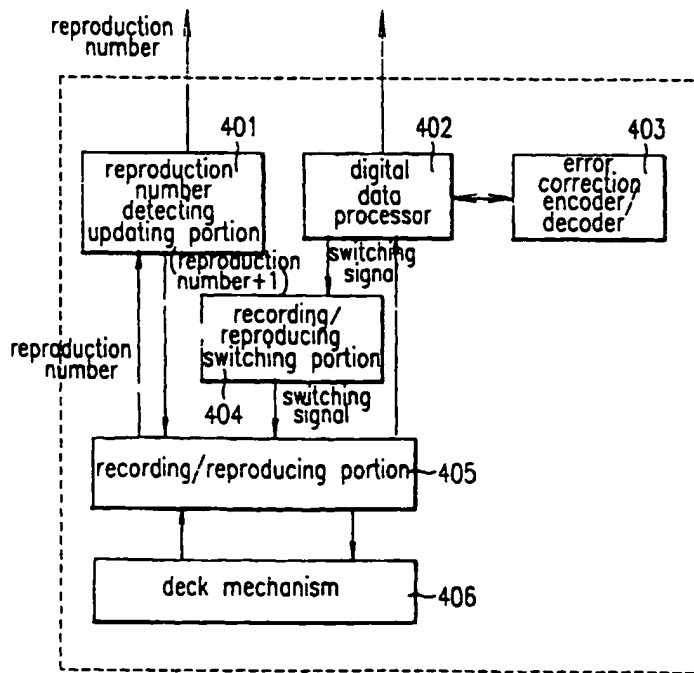 reproduction
number
401
402
403
reproduction
number
detecting
updating portion
digital
data
processor
error
correction
encoder/
decoder
(reproduction
number+1)
switching
signal
recording/
reproducing
switching portion
reproduction
number
404
switching
signal
recording/reproducing portion
405
deck mechanism
406